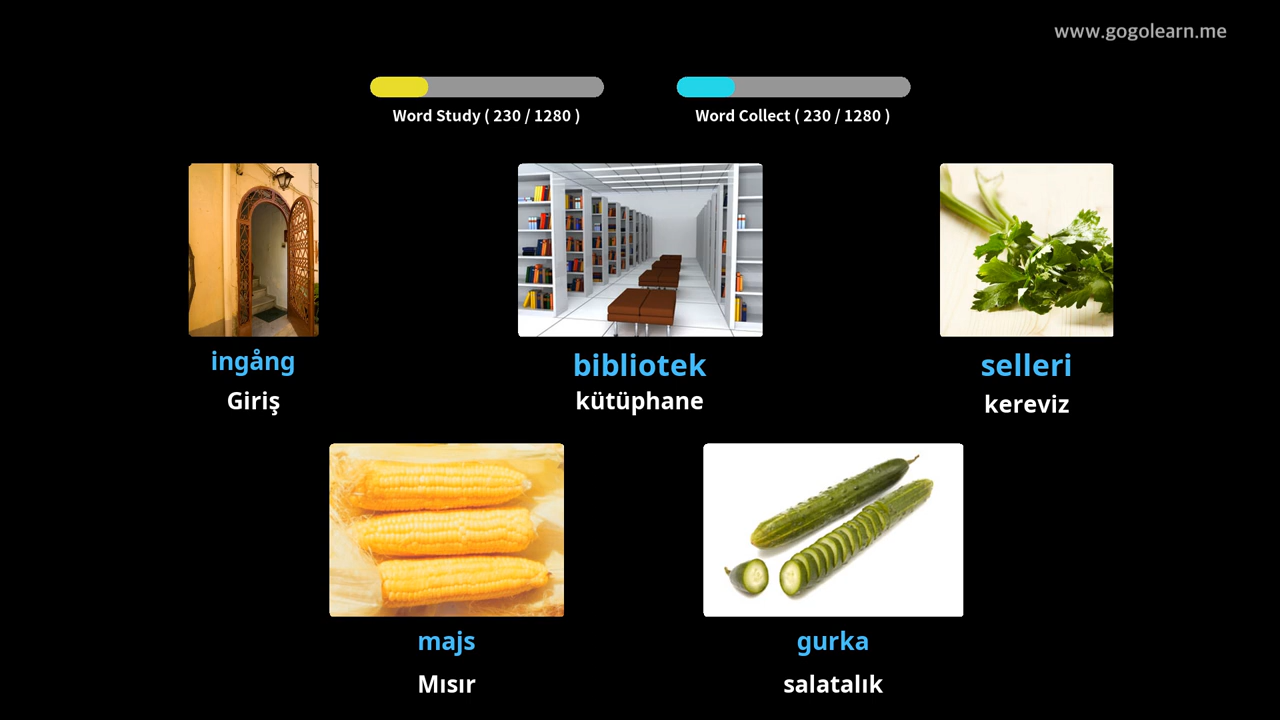 www.gogolearn.me
Word Study ( 230 / 1280 )
Word Collect ( 230 / 1280 )
ingång
Giriş
bibliotek
kütüphane
selleri
kereviz
majs
Mısır
gurka
salatalık